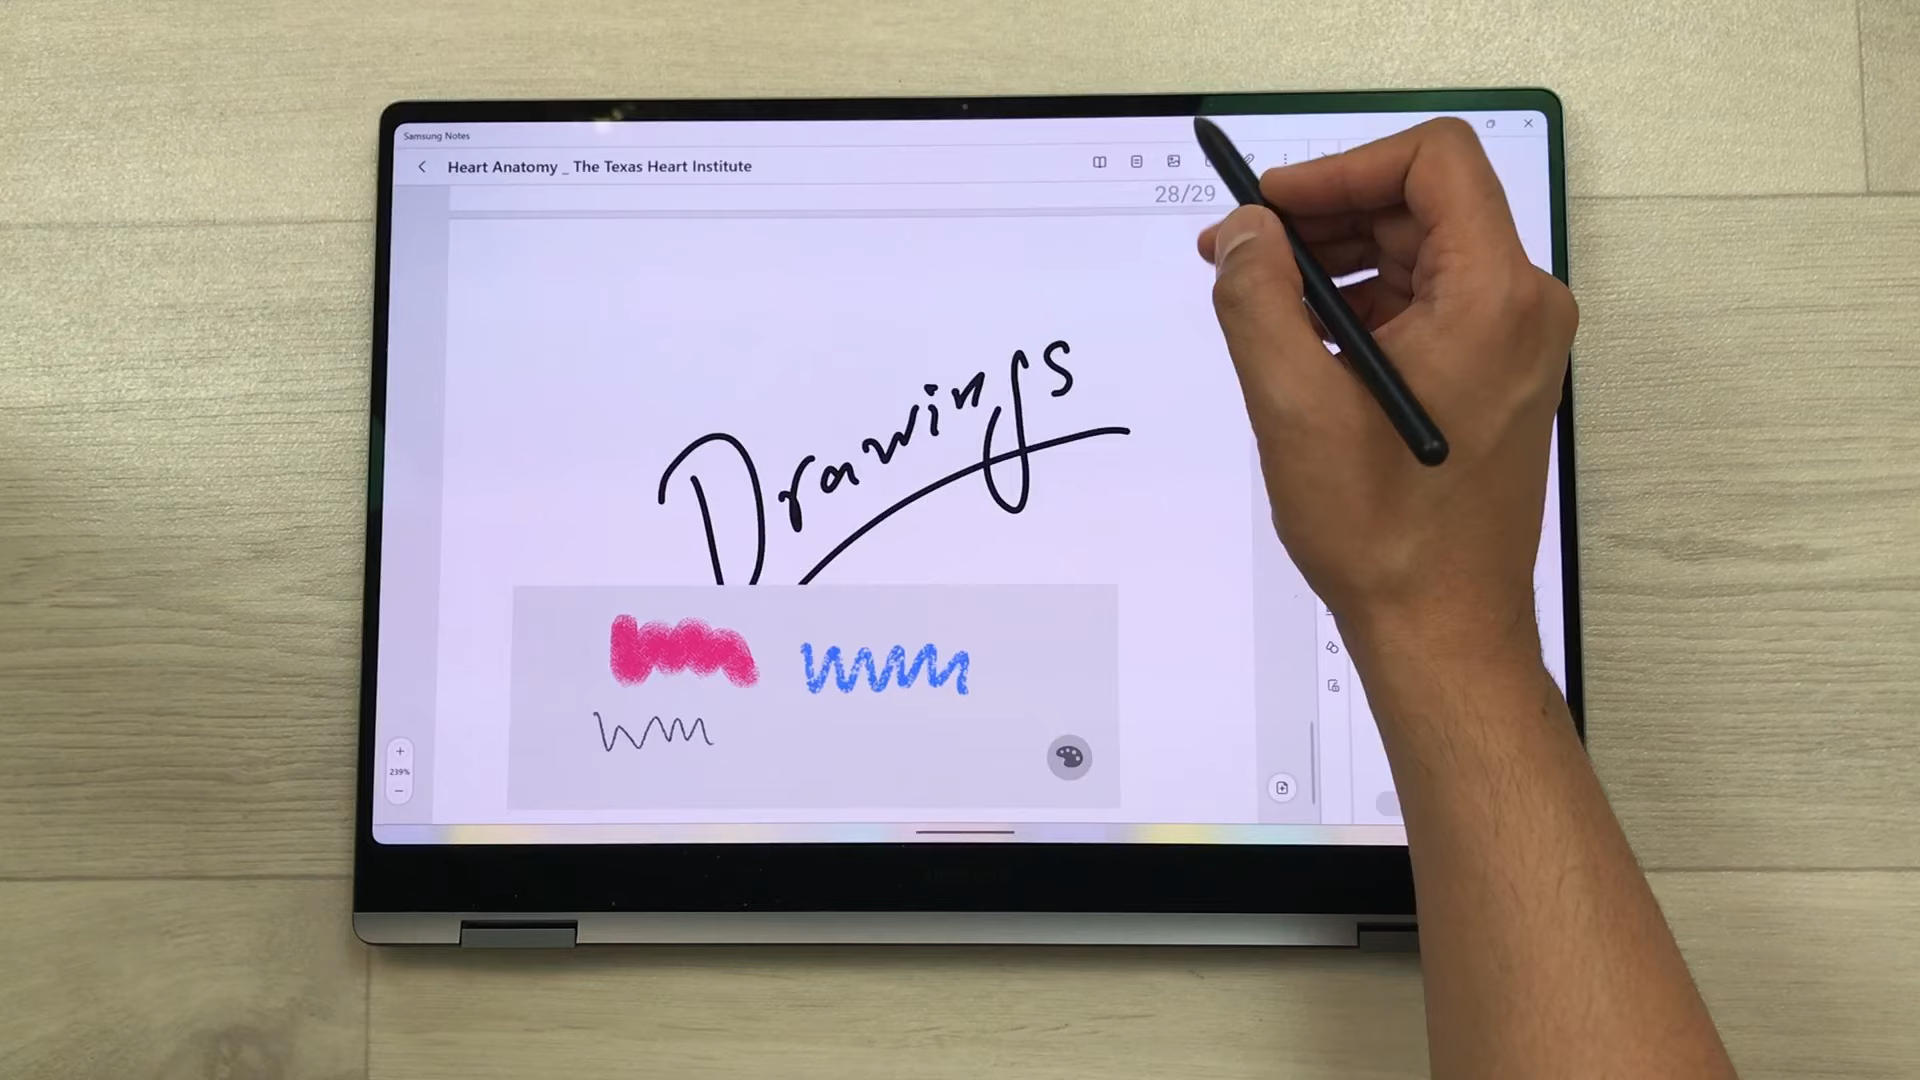 Samsung Notes
Heart Anatomy _ The Texas Heart Institute
28/29
Drawings
239%